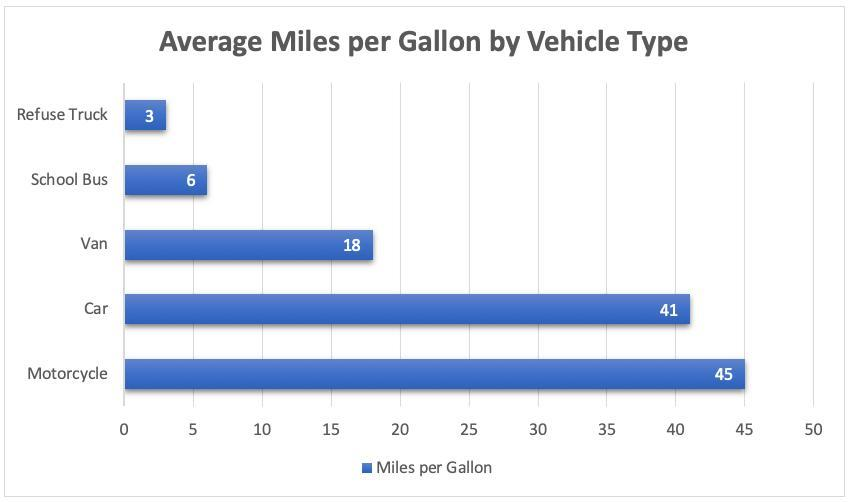 Average Miles per Gallon by Vehicle Type
Refuse Truck 3
School Bus 6
Van 18
Car 41
Motorcycle 45
0 5 10 15 20 25 30 35 40 45 50
Miles per Gallon